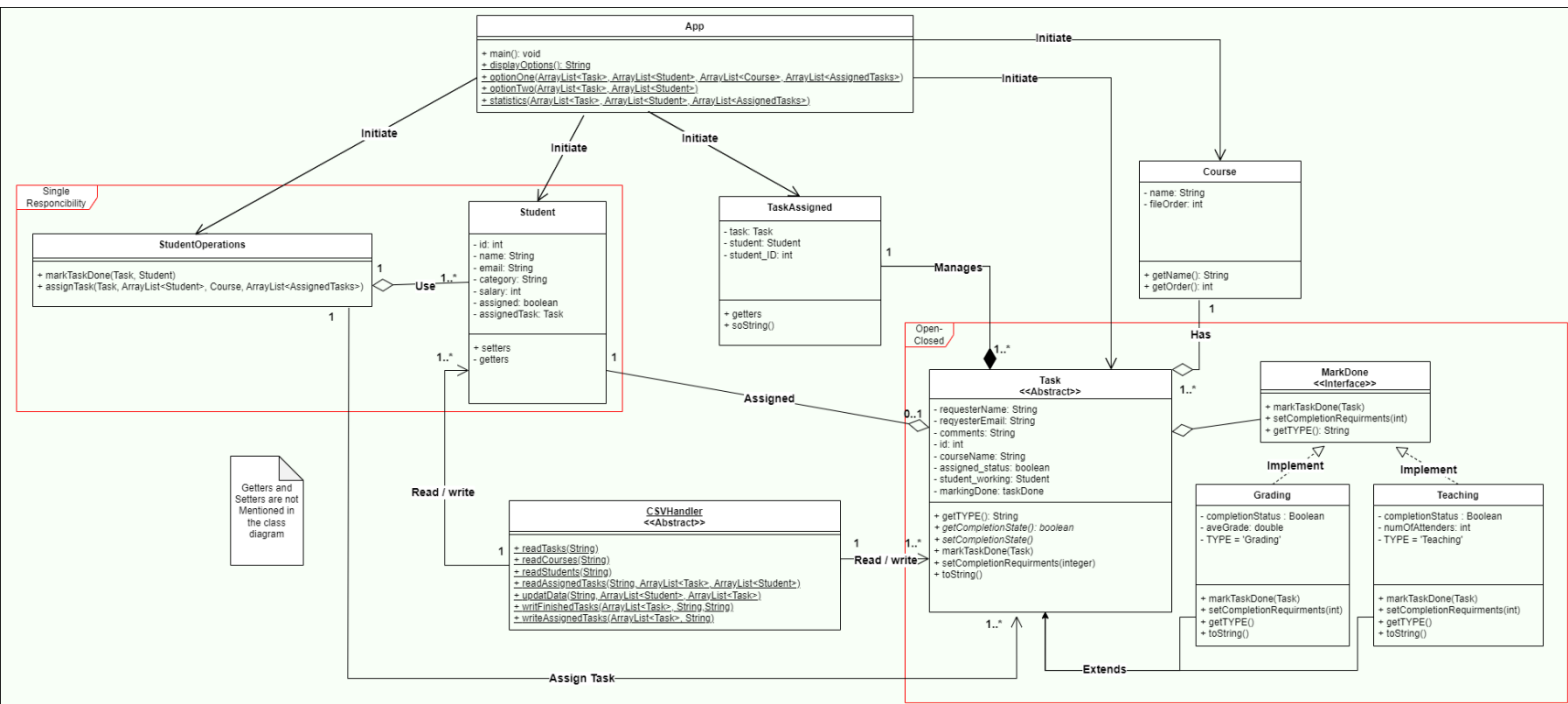 App
+ main(): void
+ displayOptions(): String
+ optionOne(ArrayList<Task>, ArrayList<Student>, ArrayList<Course>, ArrayList<AssignedTasks>)
+ optionTwo(ArrayList<Task>, ArrayList<Student>)
+ statistics(ArrayList<Task>, ArrayList<Student>, ArrayList<AssignedTasks>)
Initiate
Initiate
Initiate
Initiate
Initiate
Single
Responcibility
StudentOperations
+ markTaskDone(Task, Student)
+ assignTask(Task, ArrayList<Student>, Course, ArrayList<AssignedTasks>)
1
Use
1..*
1
Student
- id: int
- name: String
- email: String
- category: String
- salary: int
- assigned: boolean
- assignedTask: Task
+ setters
- getters
1..*
1
TaskAssigned
- task: Task
- student: Student
- student_ID: int
+ getters
+ soString()
1
Manages
1..*
Course
- name: String
- fileOrder: int
+ getName(): String
+ getOrder(): int
1
Has
1..*
Open-
Closed
Task
<<Abstract>>
- requesterName: String
- reqyesterEmail: String
- comments: String
- id: int
- courseName: String
- assigned_status: boolean
- student_working: Student
- markingDone: taskDone
+ getTYPE(): String
+ getCompletionState(): boolean
+ setCompletionState()
+ markTaskDone(Task)
+ setCompletionRequirments(integer)
+ toString()
Assigned
0..1
MarkDone
<<Interface>>
+ markTaskDone(Task)
+ setCompletionRequirments(int)
+ getTYPE(): String
Implement
Implement
Grading
- completionStatus : Boolean
- aveGrade: double
- TYPE = 'Grading'
+ markTaskDone(Task)
+ setCompletionRequirments(int)
+ getTYPE()
+ toString()
Teaching
- completionStatus : Boolean
- numOfAttenders: int
- TYPE = 'Teaching'
+ markTaskDone(Task)
+ setCompletionRequirments(int)
+ getTYPE()
+ toString()
Extends
Getters and
Setters are not
Mentioned in
the class
diagram
Read / write
1
CSVHandler
<<Abstract>>
+ readTasks(String)
+ readCourses(String)
+ readStudents(String)
+ readAssignedTasks(String, ArrayList<Task>, ArrayList<Student>)
+ updatData(String, ArrayList<Student>, ArrayList<Task>)
+ writFinishedTasks(ArrayList<Task>, String,String)
+ writeAssignedTasks(ArrayList<Task>, String)
1
Read / write
1..*
1..*
Assign Task